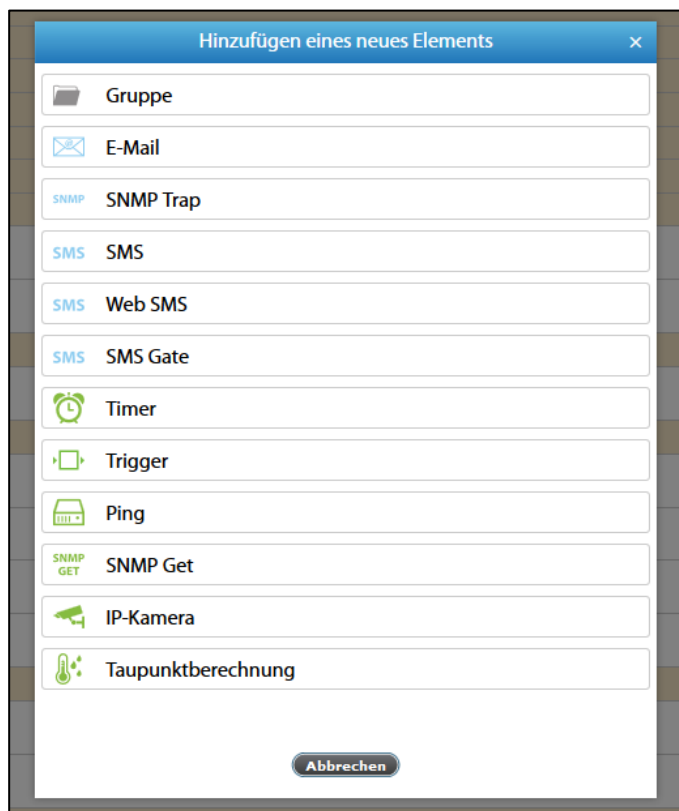 Hinzufügen eines neues Elements ×
Gruppe
E-Mail
SNMP SNMP Trap
SMS SMS
SMS Web SMS
SMS SMS Gate
Timer
Trigger
Ping
SNMP GET SNMP Get
IP-Kamera
Taupunktberechnung
Abbrechen